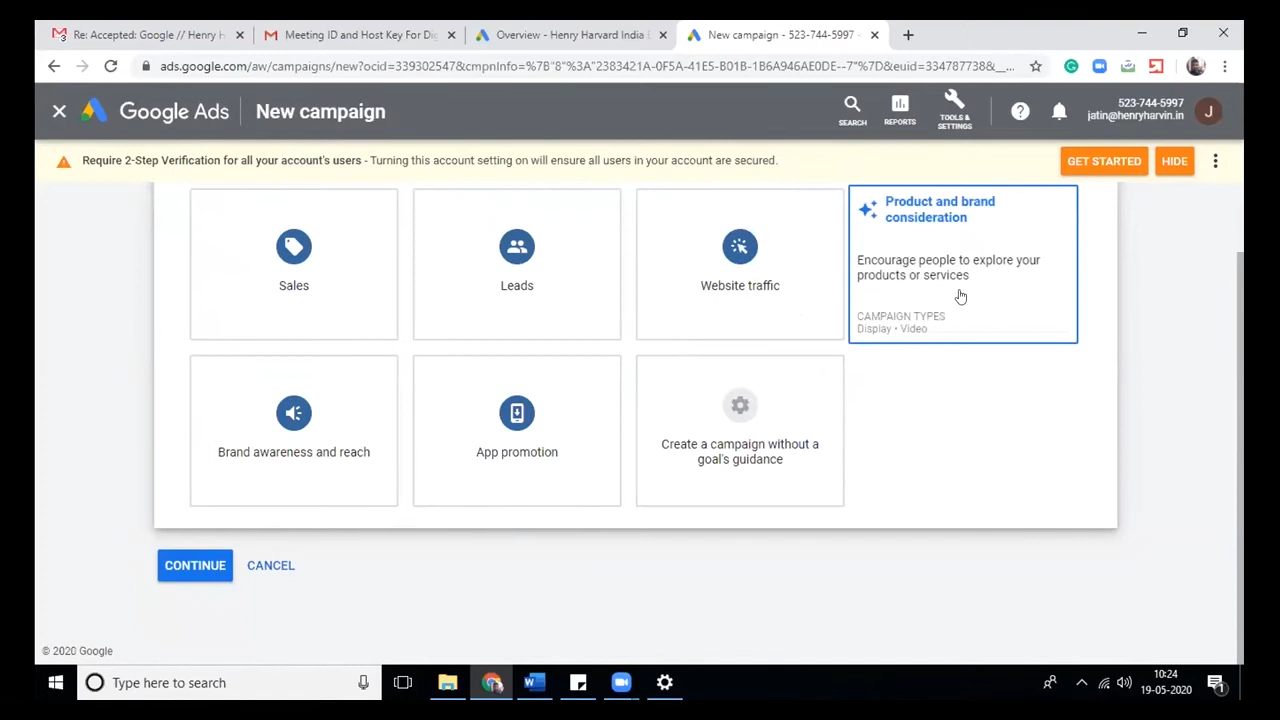 Re: Accepted: Google // Henry H
Meeting ID and Host Key For Dig
Overview - Henry Harvard India E
New campaign - 523-744-5997 -
ads.google.com/aw/campaigns/new?ocid=339302547&cmpnInfo=%7B"8"%3A"2383421A-0F5A-41E5-B01B-1B6A946AEODE--7"%7D&euid=334787738&__...
Google Ads
New campaign
SEARCH
REPORTS
TOOLS &
SETTINGS
523-744-5997
jatin@henryharvin.in
J
Require 2-Step Verification for all your account's users - Turning this account setting on will ensure all users in your account are secured.
GET STARTED
HIDE
Sales
Leads
Website traffic
Product and brand
consideration
Encourage people to explore your
products or services
CAMPAIGN TYPES
Display • Video
Brand awareness and reach
App promotion
Create a campaign without a
goal's guidance
CONTINUE
CANCEL
© 2020 Google
Type here to search
10:24
19-05-2020
1